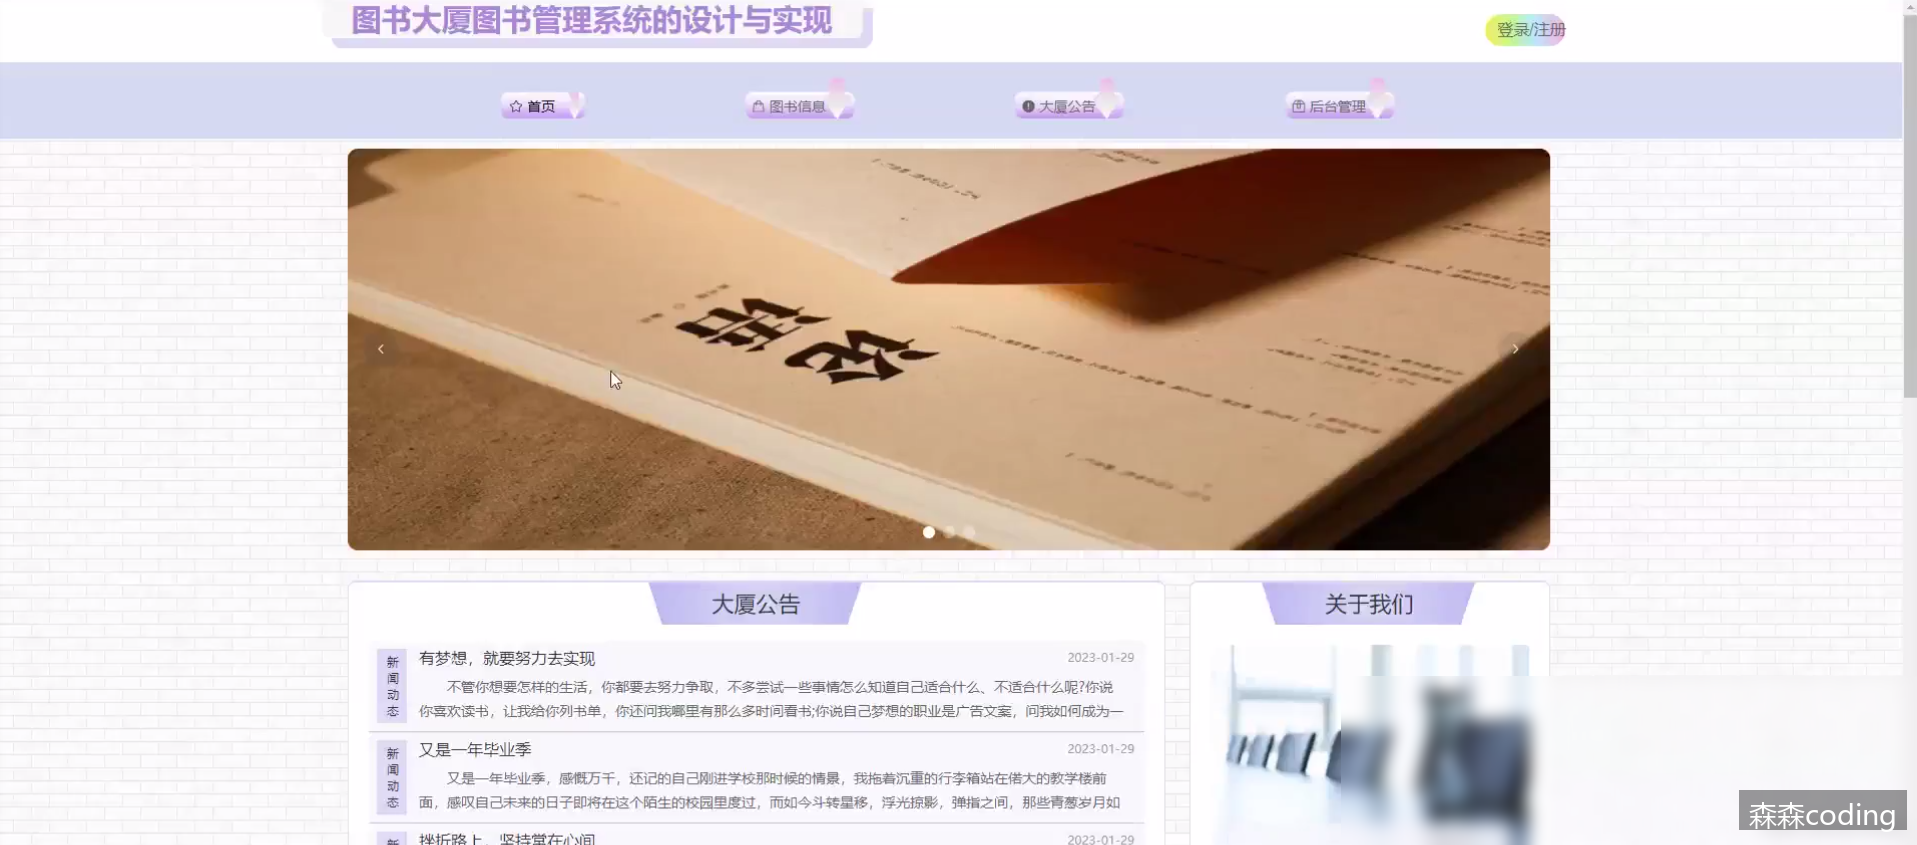 图书大厦图书管理系统的设计与实现
登录/注册
首页
图书信息
大厦公告
后台管理
论语
大厦公告
关于我们
新闻动态
有梦想，就要努力去实现
2023-01-29
不管你想要怎样的生活，你都要去努力争取，不多尝试一些事情怎么知道自己适合什么、不适合什么呢?你说
你喜欢读书，让我给你列书单，你还问我哪里有那么多时间看书;你说自己梦想的职业是广告文案，问我如何成为一
新闻动态
又是一年毕业季
2023-01-29
又是一年毕业季，感慨万千，还记的自己刚进学校那时候的情景，我拖着沉重的行李箱站在偌大的教学楼前
面，感叹自己未来的日子即将在这个陌生的校园里度过，而如今斗转星移，浮光掠影，弹指之间，那些青葱岁月如
新
挫折路上，坚持常在心间
2023-01-29
森森coding